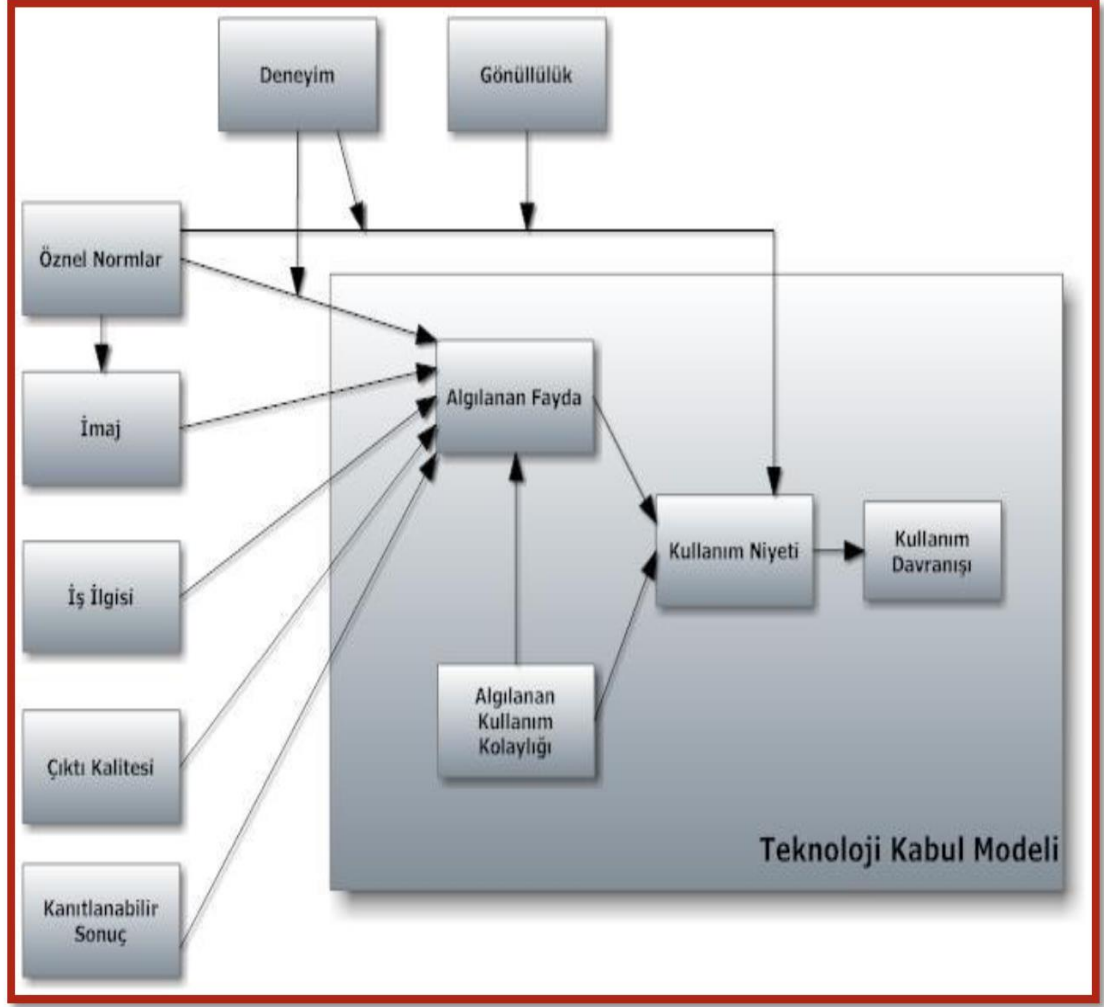 Deneyim
Gönüllülük
Öznel Normlar
İmaj
Algılanan Fayda
Kullanım Niyeti
Kullanım
Davranışı
İş İlgisi
Algılanan
Kullanım
Kolaylığı
Çıktı Kalitesi
Teknoloji Kabul Modeli
Kanıtlanabilir
Sonuç